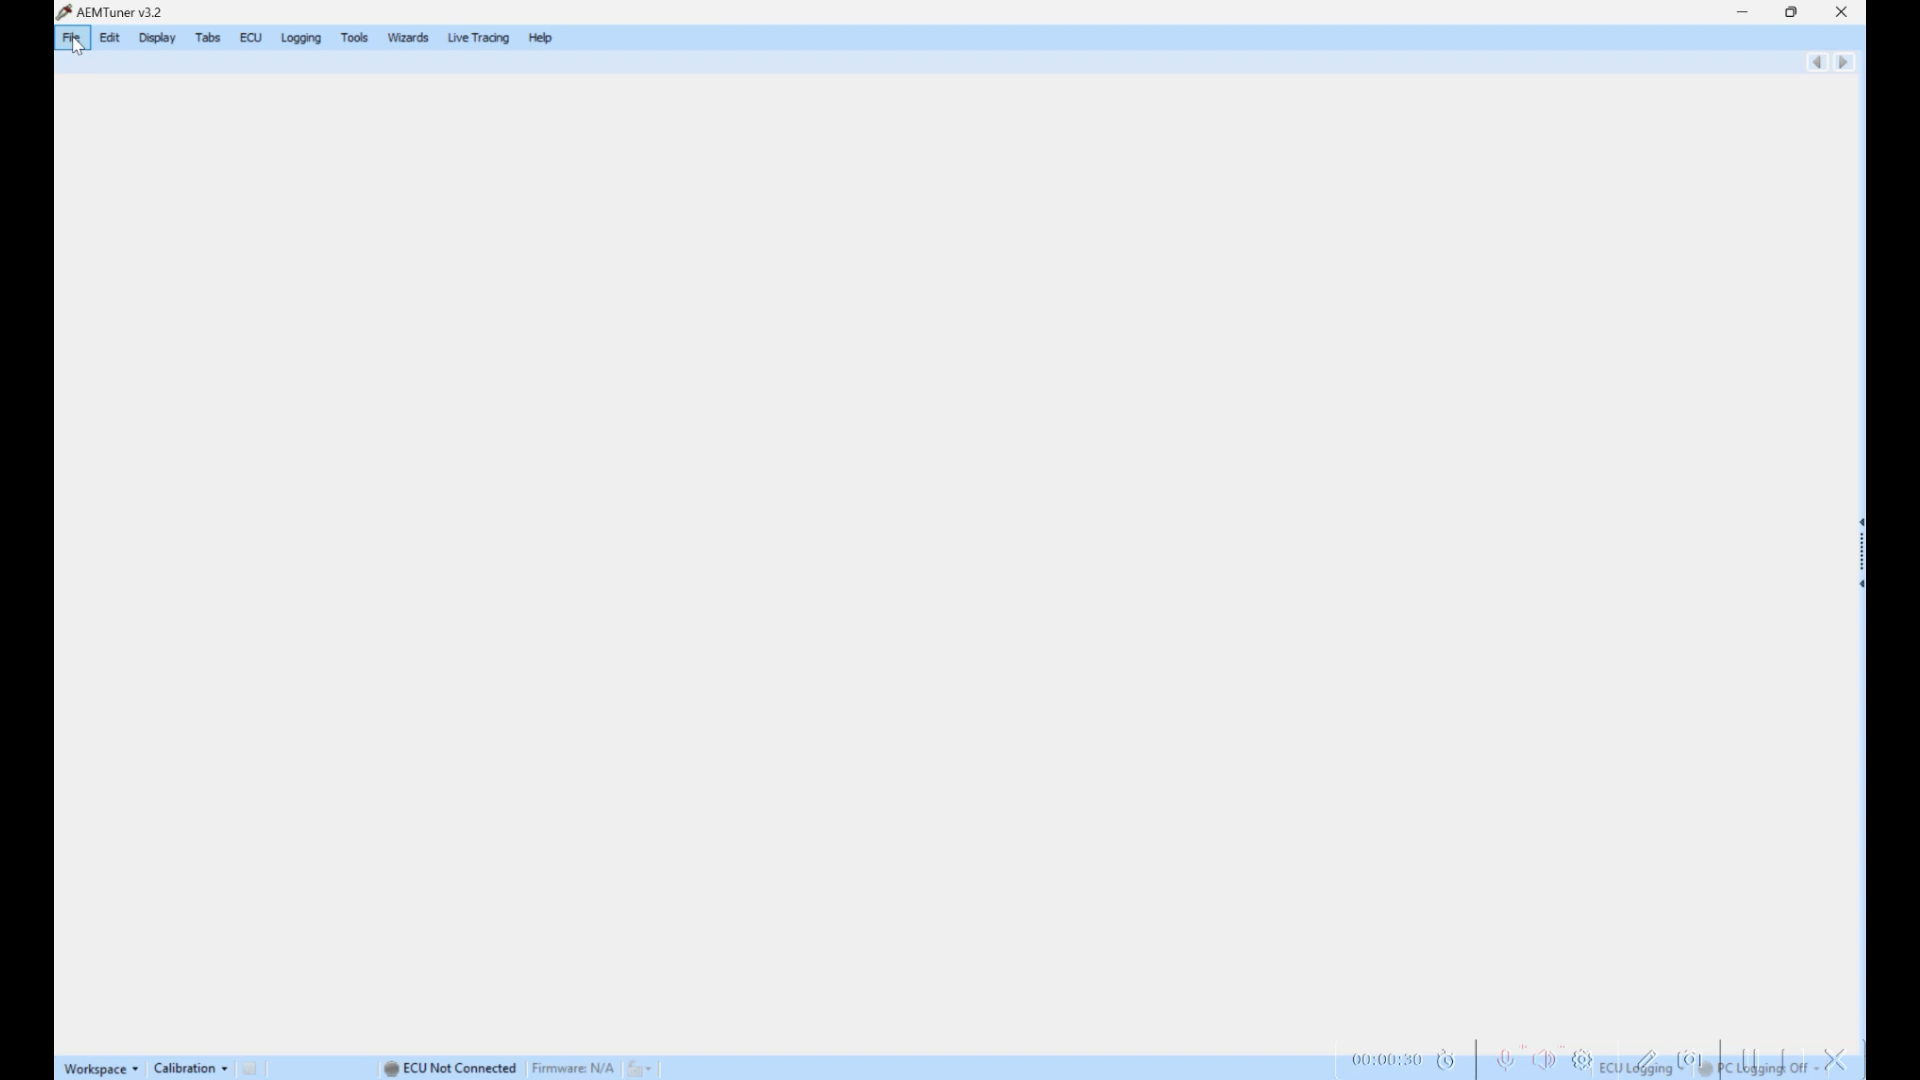 AEMTuner v3.2
File Edit Display Tabs ECU Logging Tools Wizards Live Tracing Help
Workspace Calibration ECU Not Connected Firmware: N/A 00:00:30 ECU Logging PC Logging: Off